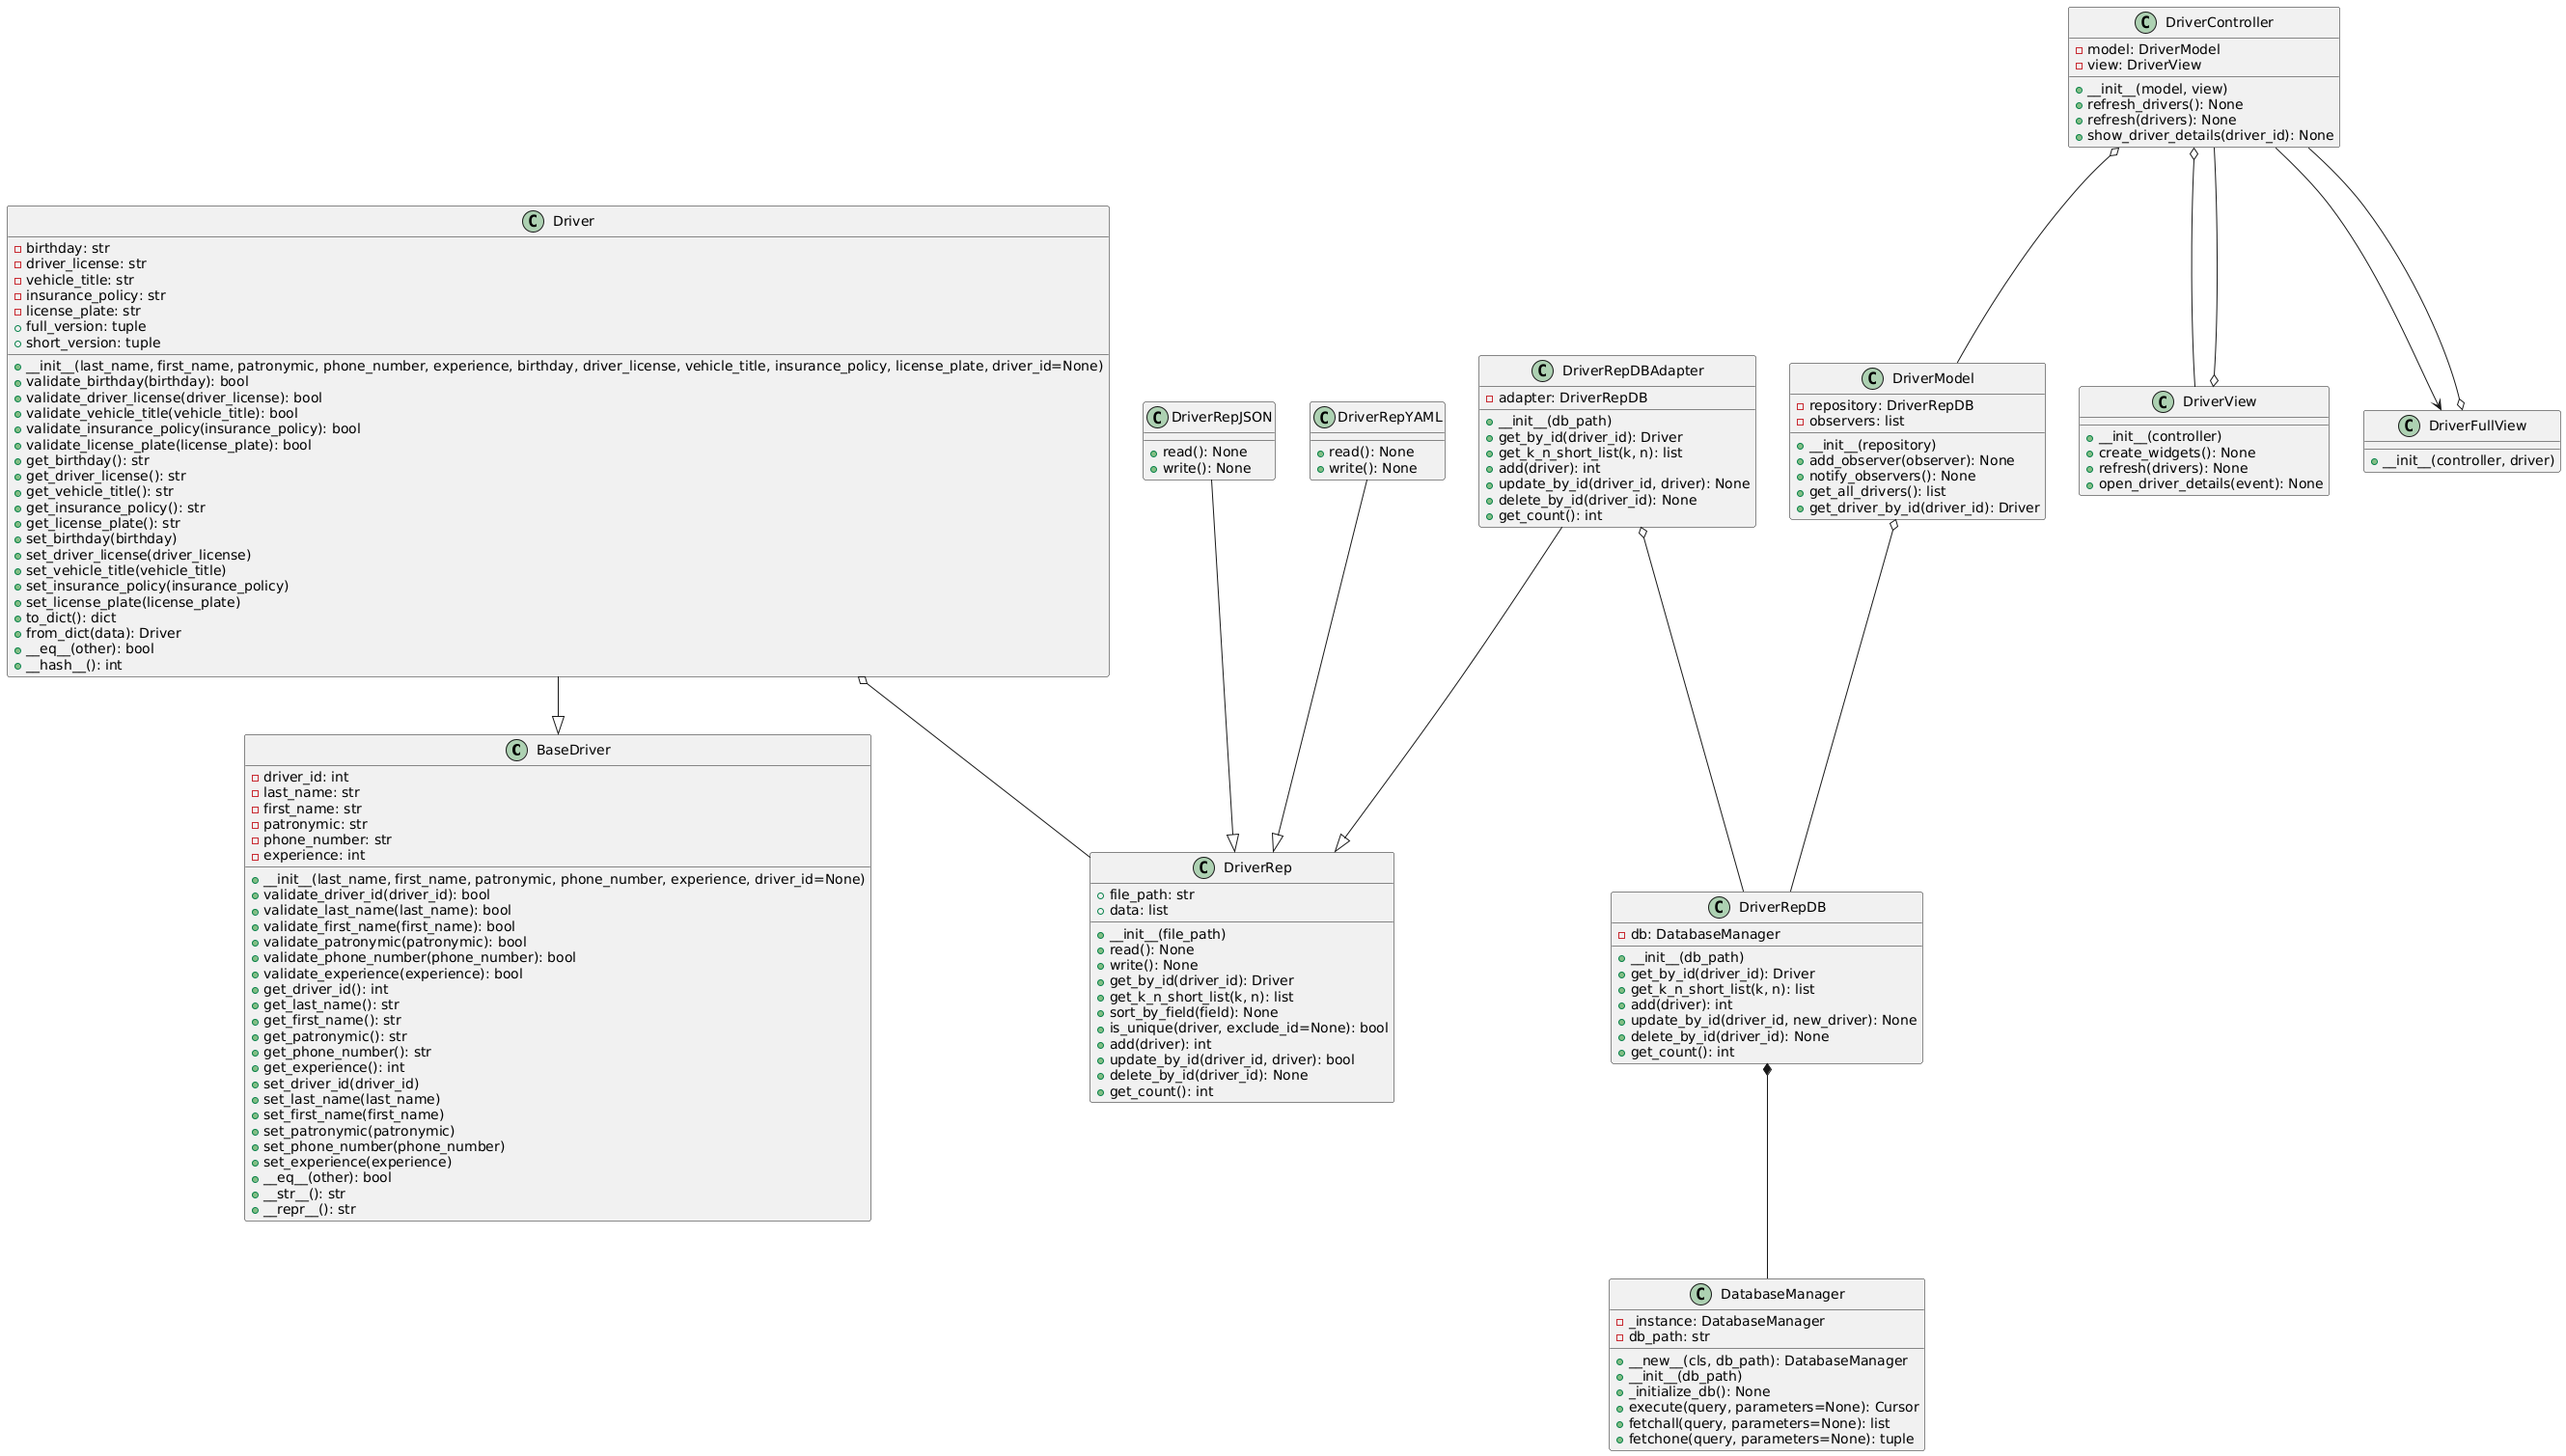 DriverController
model: DriverModel
view: DriverView
__init__(model, view)
refresh_drivers(): None
refresh(drivers): None
show_driver_details(driver_id): None
Driver
birthday: str
driver_license: str
vehicle_title: str
insurance_policy: str
license_plate: str
full_version: tuple
short_version: tuple
__init__(last_name, first_name, patronymic, phone_number, experience, birthday, driver_license, vehicle_title, insurance_policy, license_plate, driver_id=None)
validate_birthday(birthday): bool
validate_driver_license(driver_license): bool
validate_vehicle_title(vehicle_title): bool
validate_insurance_policy(insurance_policy): bool
validate_license_plate(license_plate): bool
get_birthday(): str
get_driver_license(): str
get_vehicle_title(): str
get_insurance_policy(): str
get_license_plate(): str
set_birthday(birthday)
set_driver_license(driver_license)
set_vehicle_title(vehicle_title)
set_insurance_policy(insurance_policy)
set_license_plate(license_plate)
to_dict(): dict
from_dict(data): Driver
__eq__(other): bool
__hash__(): int
DriverRepJSON
read(): None
write(): None
DriverRepYAML
read(): None
write(): None
DriverRepDBAdapter
adapter: DriverRepDB
__init__(db_path)
get_by_id(driver_id): Driver
get_k_n_short_list(k, n): list
add(driver): int
update_by_id(driver_id, driver): None
delete_by_id(driver_id): None
get_count(): int
DriverModel
repository: DriverRepDB
observers: list
__init__(repository)
add_observer(observer): None
notify_observers(): None
get_all_drivers(): list
get_driver_by_id(driver_id): Driver
DriverView
__init__(controller)
create_widgets(): None
refresh(drivers): None
open_driver_details(event): None
DriverFullView
__init__(controller, driver)
BaseDriver
driver_id: int
last_name: str
first_name: str
patronymic: str
phone_number: str
experience: int
__init__(last_name, first_name, patronymic, phone_number, experience, driver_id=None)
validate_driver_id(driver_id): bool
validate_last_name(last_name): bool
validate_first_name(first_name): bool
validate_patronymic(patronymic): bool
validate_phone_number(phone_number): bool
validate_experience(experience): bool
get_driver_id(): int
get_last_name(): str
get_first_name(): str
get_patronymic(): str
get_phone_number(): str
get_experience(): int
set_driver_id(driver_id)
set_last_name(last_name)
set_first_name(first_name)
set_patronymic(patronymic)
set_phone_number(phone_number)
set_experience(experience)
__eq__(other): bool
__str__(): str
__repr__(): str
DriverRep
file_path: str
data: list
__init__(file_path)
read(): None
write(): None
get_by_id(driver_id): Driver
get_k_n_short_list(k, n): list
sort_by_field(field): None
is_unique(driver, exclude_id=None): bool
add(driver): int
update_by_id(driver_id, driver): bool
delete_by_id(driver_id): None
get_count(): int
DriverRepDB
db: DatabaseManager
__init__(db_path)
get_by_id(driver_id): Driver
get_k_n_short_list(k, n): list
add(driver): int
update_by_id(driver_id, new_driver): None
delete_by_id(driver_id): None
get_count(): int
DatabaseManager
_instance: DatabaseManager
db_path: str
__new__(cls, db_path): DatabaseManager
__init__(db_path)
_initialize_db(): None
execute(query, parameters=None): Cursor
fetchall(query, parameters=None): list
fetchone(query, parameters=None): tuple